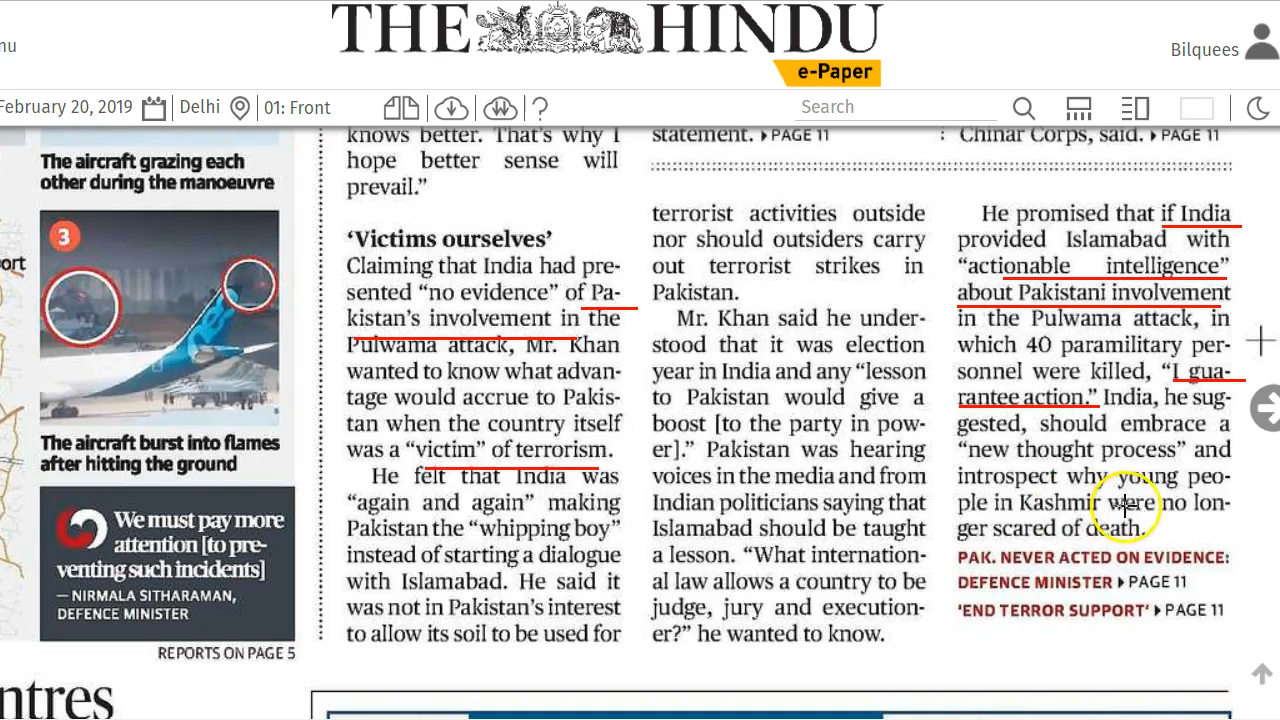 THE HINDU
e-Paper
nu
Bilquees
February 20, 2019
Delhi
01: Front
Search
The aircraft grazing each
other during the manoeuvre
3
ort
The aircraft burst into flames
after hitting the ground
We must pay more
attention [to pre-
venting such incidents]
— NIRMALA SITHARAMAN,
DEFENCE MINISTER
REPORTS ON PAGE 5
ntres
knows better. That's why I
hope better sense will
prevail.”
‘Victims ourselves’
Claiming that India had pre-
sented “no evidence” of Pa-
kistan's involvement in the
Pulwama attack, Mr. Khan
wanted to know what advan-
tage would accrue to Pakis-
tan when the country itself
was a “victim” of terrorism.
He felt that India was
“again and again” making
Pakistan the “whipping boy”
instead of starting a dialogue
with Islamabad. He said it
was not in Pakistan's interest
to allow its soil to be used for
statement. PAGE 11
terrorist activities outside
nor should outsiders carry
out terrorist strikes in
Pakistan.
Mr. Khan said he under-
stood that it was election
year in India and any “lesson
to Pakistan would give a
boost [to the party in pow-
er].” Pakistan was hearing
voices in the media and from
Indian politicians saying that
Islamabad should be taught
a lesson. “What internation-
al law allows a country to be
judge, jury and execution-
er?” he wanted to know.
Chinar Corps, said. PAGE 11
He promised that if India
provided Islamabad with
“actionable intelligence”
about Pakistani involvement
in the Pulwama attack, in
which 40 paramilitary per-
sonnel were killed, “I gua-
rantee action.” India, he sug-
gested, should embrace a
“new thought process” and
introspect why young peo-
ple in Kashmir were no lon-
ger scared of death.
PAK. NEVER ACTED ON EVIDENCE:
DEFENCE MINISTER PAGE 11
'END TERROR SUPPORT' PAGE 11